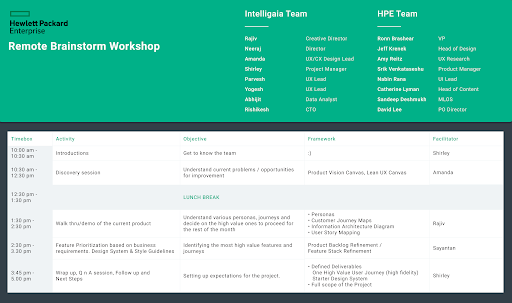 Hewlett Packard
Enterprise
Remote Brainstorm Workshop
Intelligaia Team
Rajiv Creative Director
Neeraj Director
Amanda UX/CX Design Lead
Shirley Project Manager
Parvesh UX Lead
Yogesh UX Lead
Abhijit Data Analyst
Rishikesh CTO
HPE Team
Ronn Brashear VP
Jeff Kronek Head of Design
Amy Reitz UX Research
Srik Venkataseshu Product Manager
Nabin Rana UI Lead
Catherine Lyman Head of Content
Sandeep Deshmukh MLOS
David Lee PG Director
Timebox Activity Objective Framework Facilitator
10:00 am -
10:30 am
Introductions Get to know the team :) Shirley
10:30 am -
12:30 pm
Discovery session
Understand current problems / opportunities
for improvement
Product Vision Canvas, Lean UX Canvas Amanda
12:30 pm -
1:30 pm
LUNCH BREAK
1:30 pm -
2:30 pm
Walk thru/demo of the current product
Understand various personas, journeys and
decide on the high value ones to proceed for
the rest of the month
- Personas
- Customer Journey Maps
- Information Architecture Diagram
- User Story Mapping
Rajiv
2:30 pm -
3:30 pm
Feature Prioritization based on business
requirements. Design System & Style Guidelines
Identifying the most high value features and
journeys
Product Backlog Refinement /
Feature Stack Refinement
Sayantan
3:45 pm -
5.00 pm
Wrap up, Q n A session, Follow up and
Next Steps
Setting up expectations for the project.
- Defined Deliverables
One High Value User Journey (high fidelity)
Starter Design System
- Full scope of the Project
Shirley